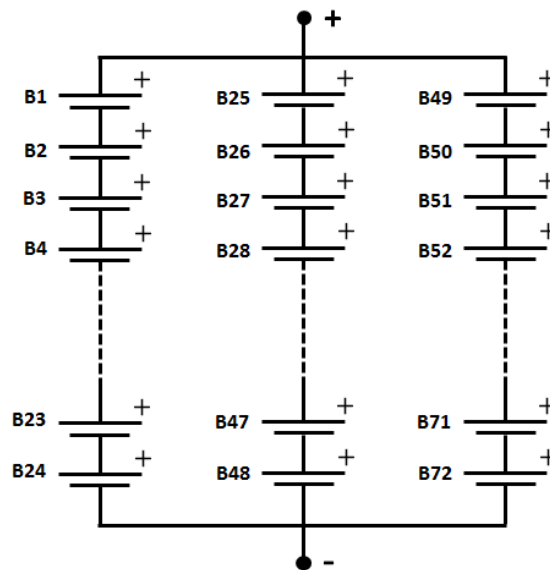 +
+ + +
B1 B25 B49
+ + +
B2 B26 B50
+ + +
B3 B27 B51
+ + +
B4 B28 B52
+ + +
B23 B47 B71
+ + +
B24 B48 B72
-